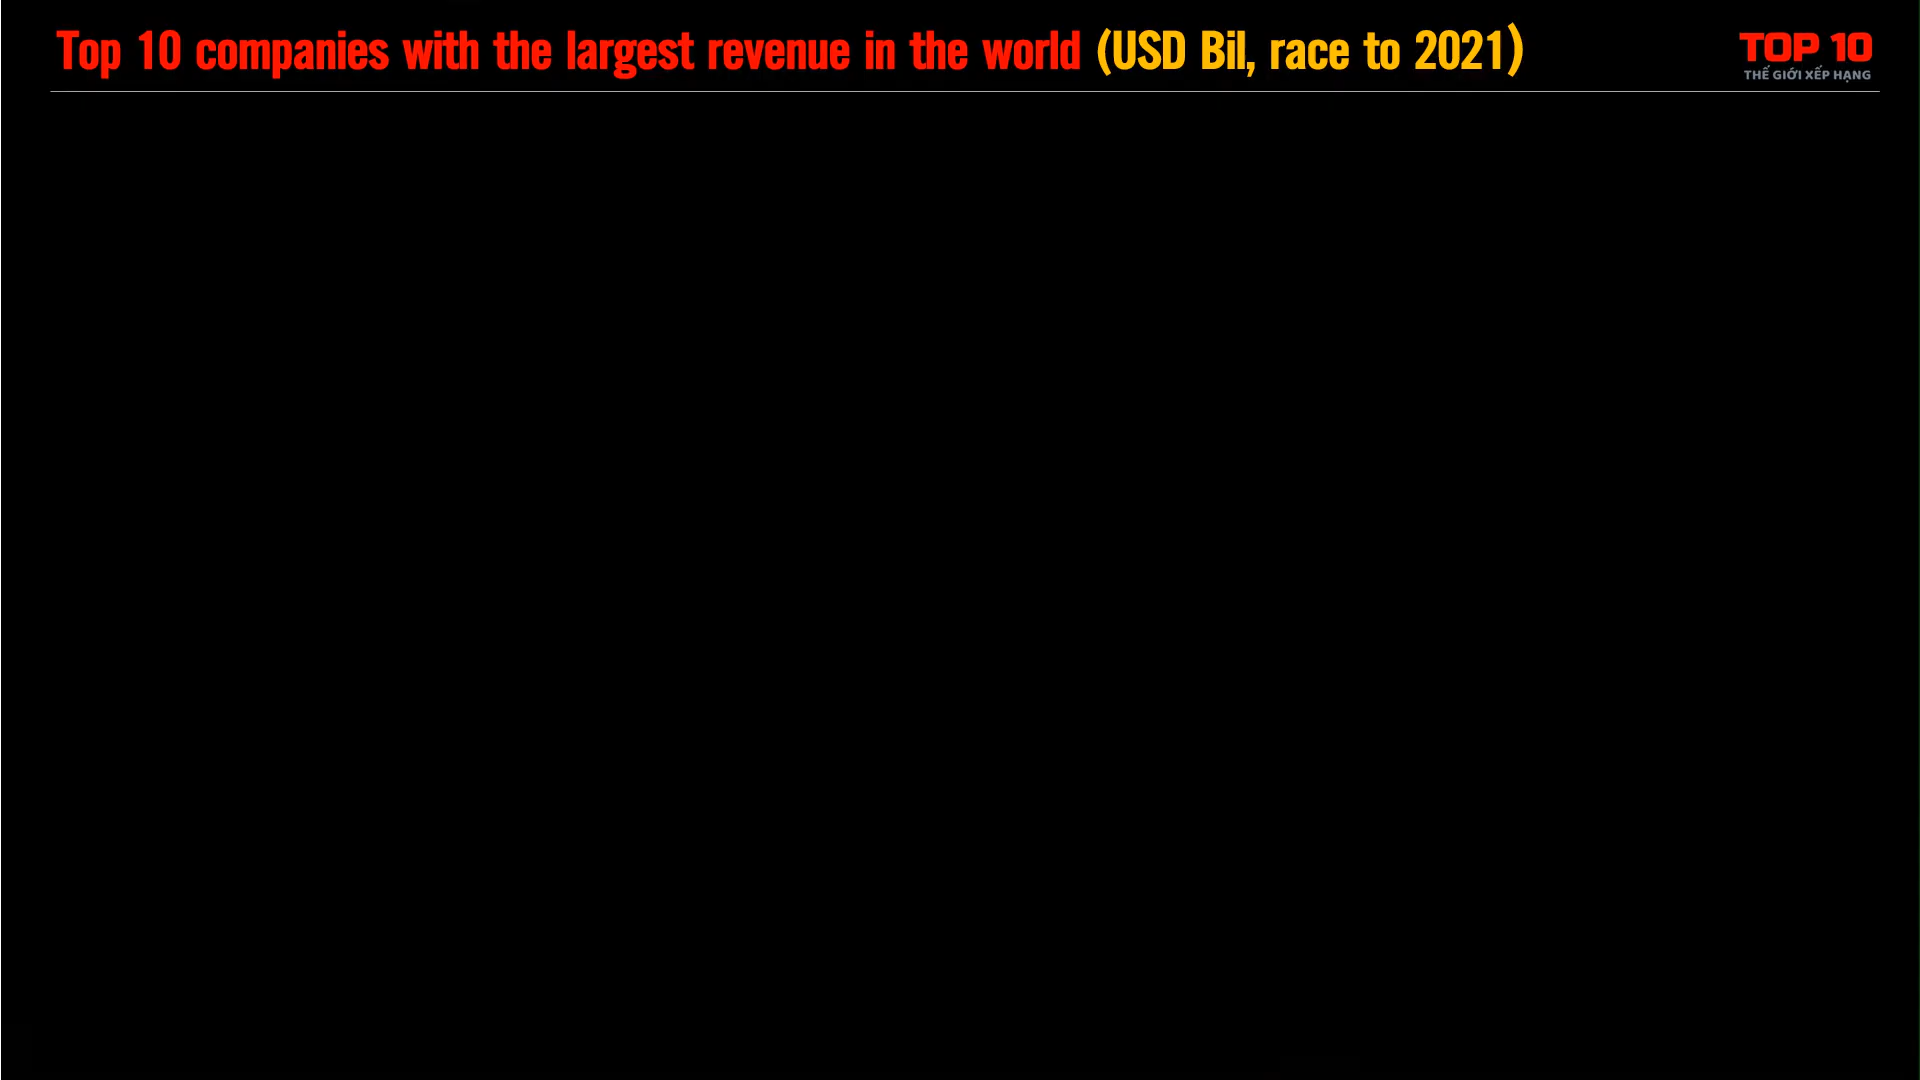 Top 10 companies with the largest revenue in the world (USD Bil, race to 2021)
TOP 10
THẾ GIỚI XẾP HẠNG